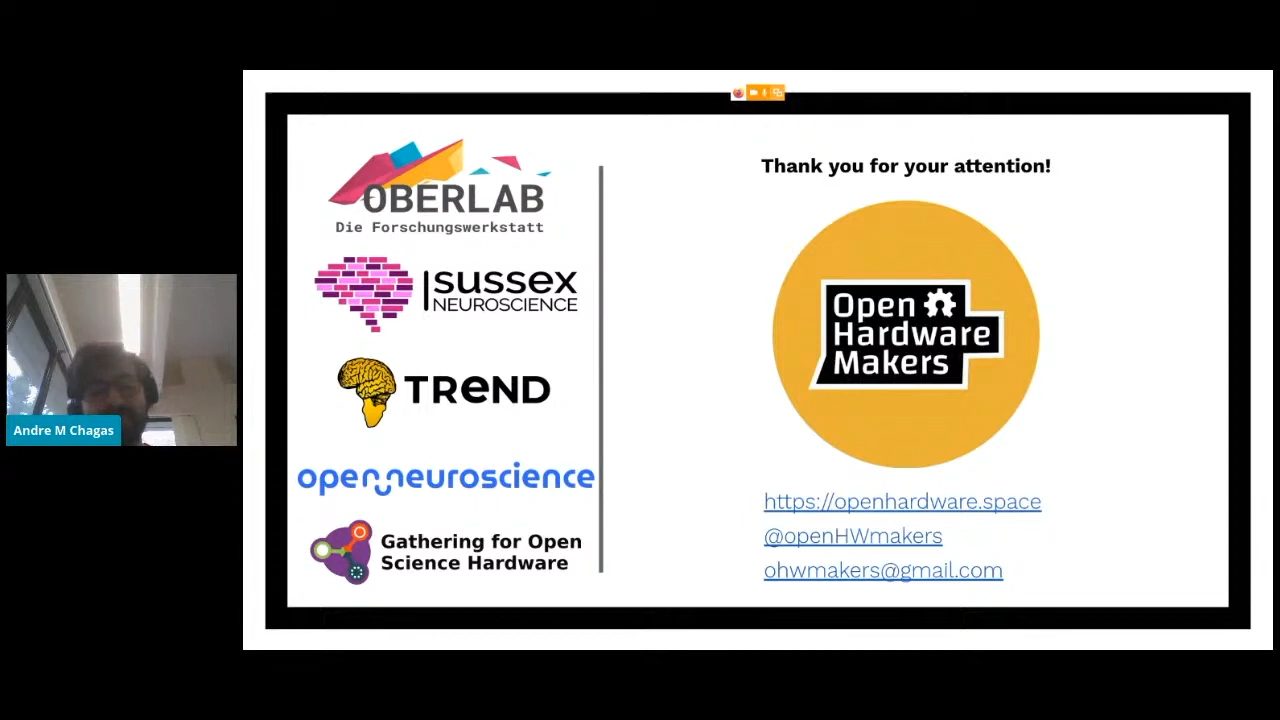 OBERLAB
Die Forschungswerkstatt
sussex
NEUROSCIENCE
TReND
openneuroscience
Gathering for Open
Science Hardware
Thank you for your attention!
Open
Hardware
Makers
https://openhardware.space
@openHWmakers
ohwmakers@gmail.com
Andre M Chagas